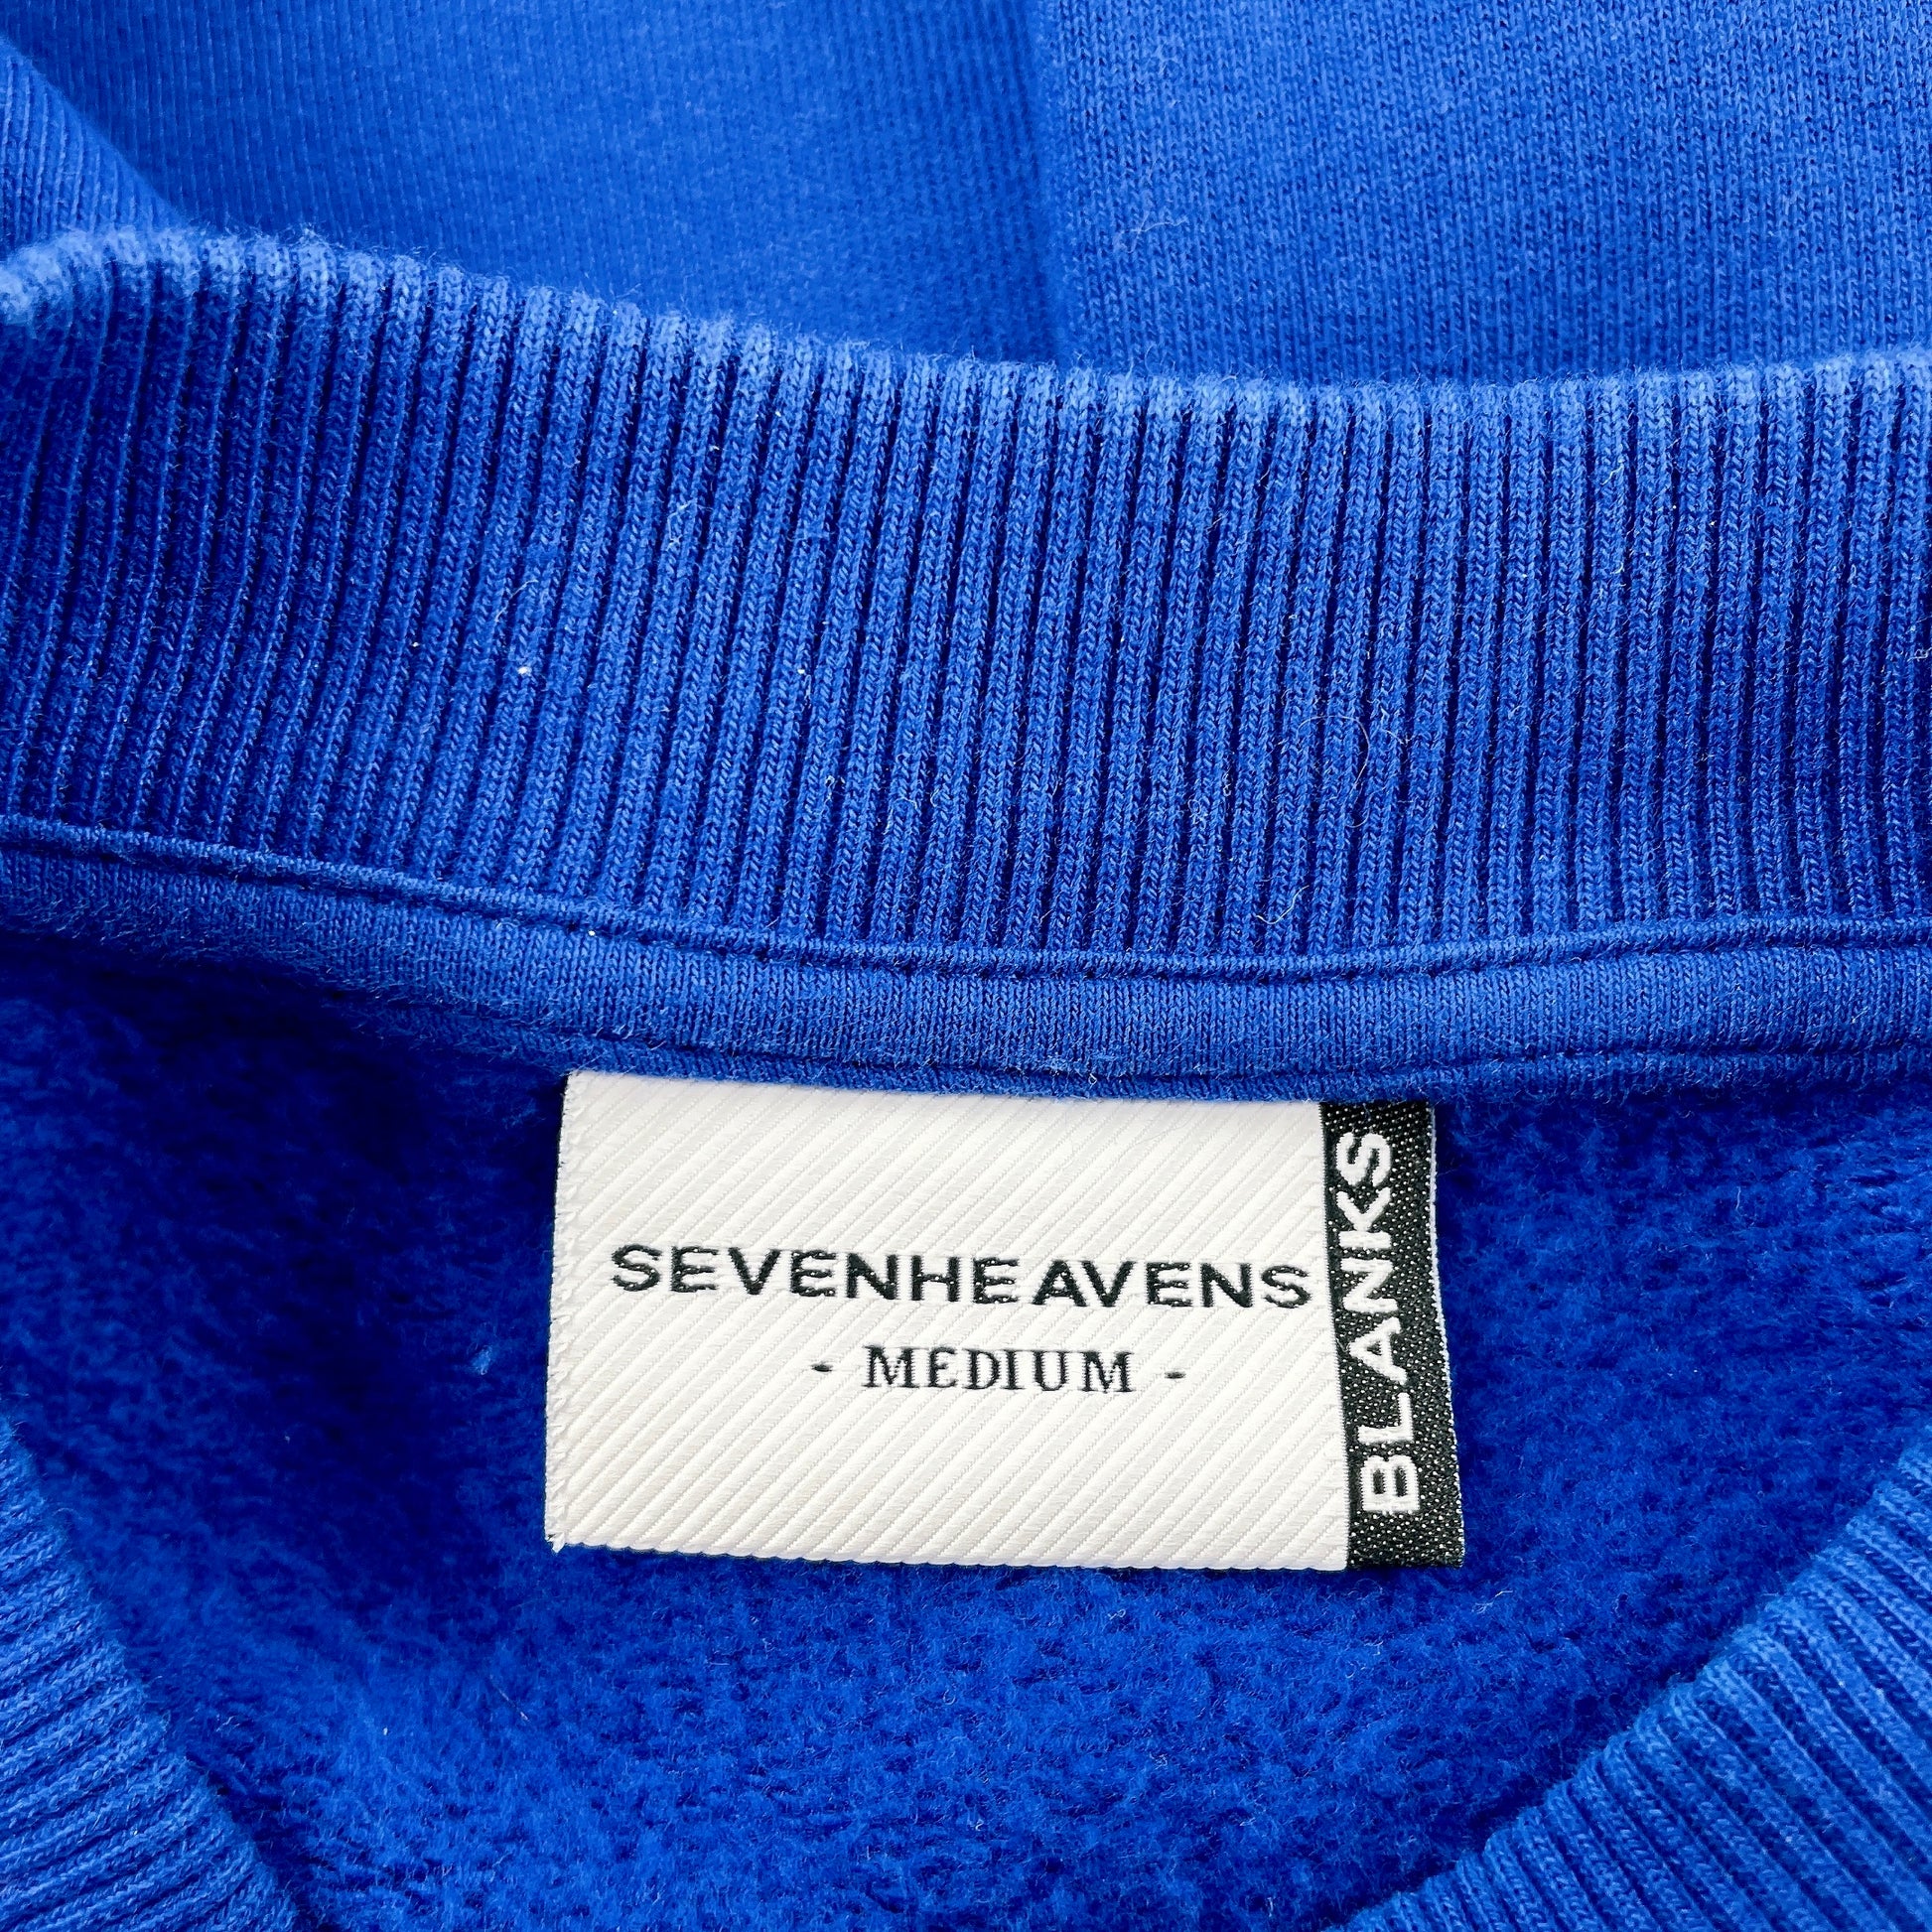 SEVENHEAVENS
- MEDIUM -
BLANKS